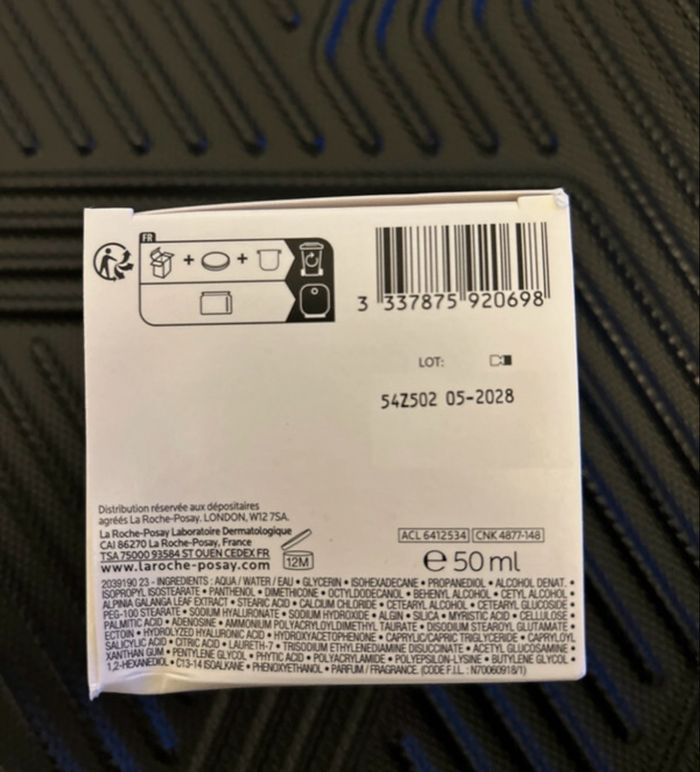 FR
3 337875 920698
LOT:
54Z502 05-2028
Distribution réservée aux dépositaires
agréés La Roche-Posay. LONDON, W12 7SA.
La Roche-Posay Laboratoire Dermatologique
CAI 86270 La Roche-Posay, France
TSA 75000 93584 ST OUEN CEDEX FR
www.laroche-posay.com
12M
ACL 6412534 CNK 4877-148
e 50 ml
2039190 23 - INGREDIENTS : AQUA / WATER / EAU • GLYCERIN • ISOHEXADECANE • PROPANEDIOL • ALCOHOL DENAT. •
ISOPROPYL ISOSTEARATE • PANTHENOL • DIMETHICONE • OCTYLDODECANOL • BEHENYL ALCOHOL • CETYL ALCOHOL •
ALPINIA GALANGA LEAF EXTRACT • STEARIC ACID • CALCIUM CHLORIDE • CETEARYL ALCOHOL • CETEARYL GLUCOSIDE •
PEG-100 STEARATE • SODIUM HYALURONATE • SODIUM HYDROXIDE • ALGIN • SILICA • MYRISTIC ACID • CELLULOSE •
PALMITIC ACID • ADENOSINE • AMMONIUM POLYACRYLOYLDIMETHYL TAURATE • DISODIUM STEAROYL GLUTAMATE •
ECTOIN • HYDROLYZED HYALURONIC ACID • HYDROXYACETOPHENONE • CAPRYLIC/CAPRIC TRIGLYCERIDE • CAPRYLOYL
SALICYLIC ACID • CITRIC ACID • LAURETH-7 • TRISODIUM ETHYLENEDIAMINE DISUCCINATE • ACETYL GLUCOSAMINE •
XANTHAN GUM • PENTYLENE GLYCOL • PHYTIC ACID • POLYACRYLAMIDE • POLYEPSILON-LYSINE • BUTYLENE GLYCOL •
1,2-HEXANEDIOL • C13-14 ISOALKANE • PHENOXYETHANOL • PARFUM / FRAGRANCE. (CODE F.I.L. : N70060918/1)